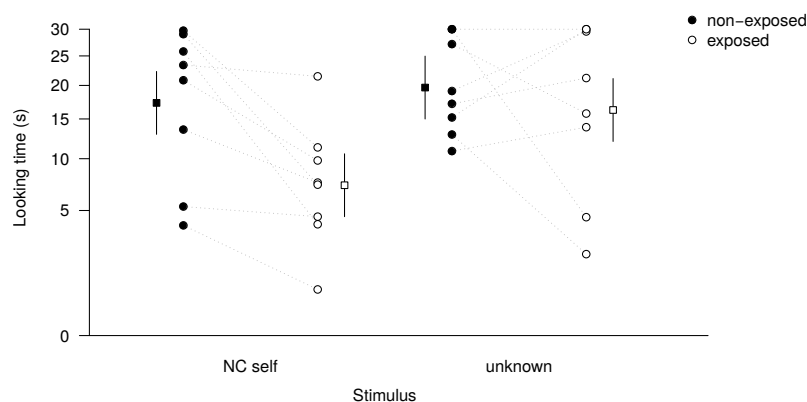 non−exposed
exposed
30
25
20
15
10
5
0
Looking time (s)
NC self
unknown
Stimulus